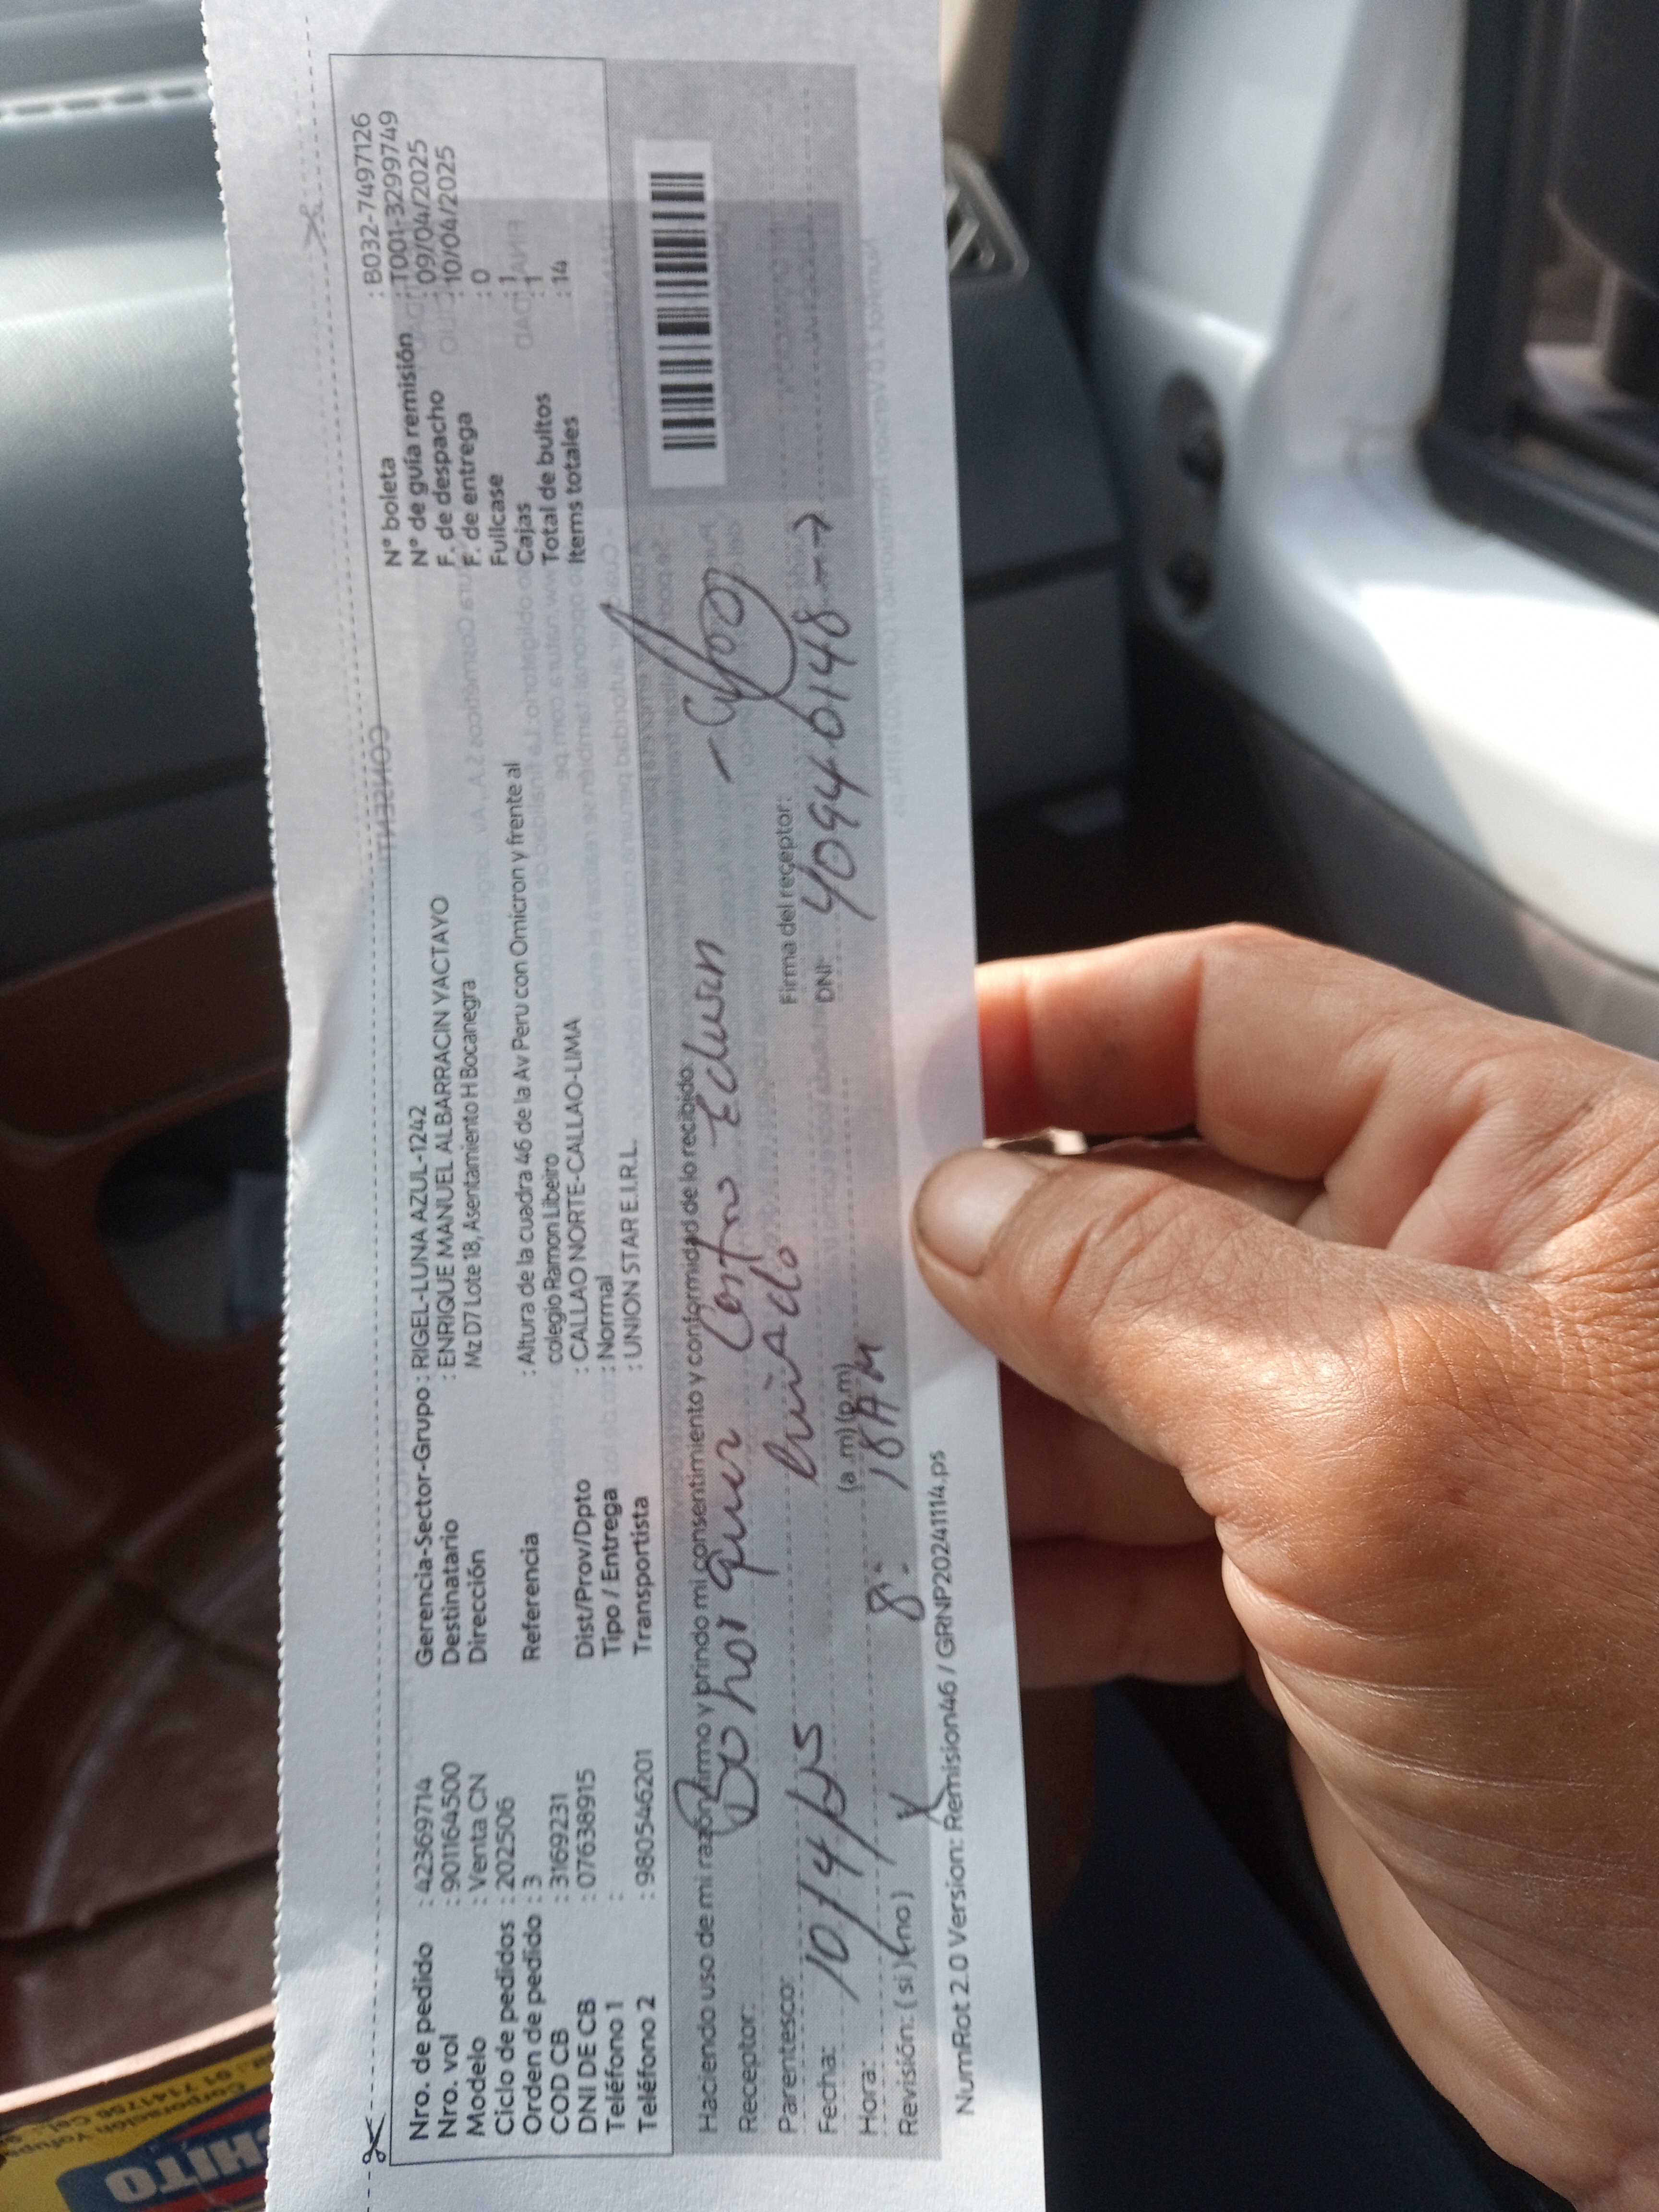 Nro. de pedido : 42369714
Nro. vol : 9011164500
Modelo : Venta CN
Ciclo de pedidos : 202506
Orden de pedido : 3
COD CB : 3169231
DNI DE CB : 07638915
Teléfono 1 :
Teléfono 2 : 980546201
Gerencia-Sector-Grupo : RIGEL-LUNA AZUL-1242
Destinatario : ENRIQUE MANUEL ALBARRACIN YACTAYO
Dirección Mz D7 Lote 18, Asentamiento H Bocanegra
Referencia : Altura de la cuadra 46 de la Av Peru con Omicron y frente al
colegio Ramon Libeiro
Dist/Prov/Dpto : CALLAO NORTE-CALLAO-LIMA
Tipo / Entrega : Normal
Transportista : UNION STAR E.I.R.L.
N° boleta : B032-7497126
N° de guía remisión : T001-3299749
F. de despacho : 09/04/2025
F. de entrega : 10/04/2025
Fullcase : 0
Cajas : 1
Total de bultos : 1
Items totales : 14
Haciendo uso de mi razón firmo y brindo mi consentimiento y conformidad de lo recibido:
Receptor:
Parentesco:
Firma del receptor:
Fecha: 10/4/25
DNI 40946148
Hora: 8:18AM (a.m) (p.m)
Revisión: ( si ) ( no ) X
NumRot 2.0 Version: Remision46 / GRNP20241114.ps